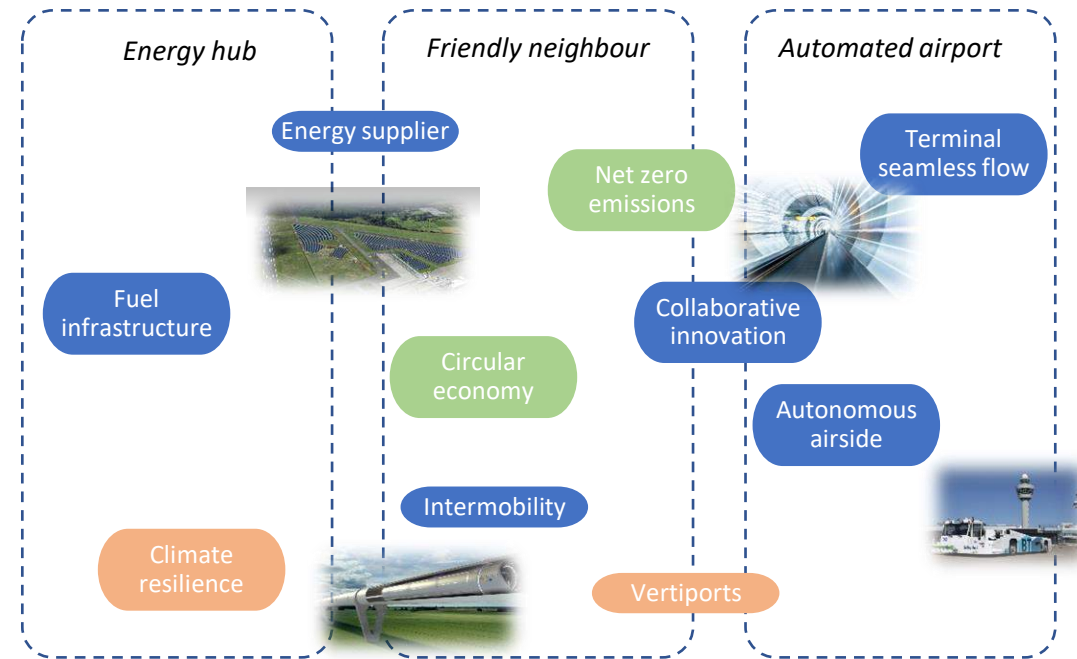 Energy hub
Friendly neighbour
Automated airport
Energy supplier
Terminal
seamless flow
Net zero
emissions
Fuel
infrastructure
Collaborative
innovation
Circular
economy
Autonomous
airside
Intermobility
Climate
resilience
Vertiports